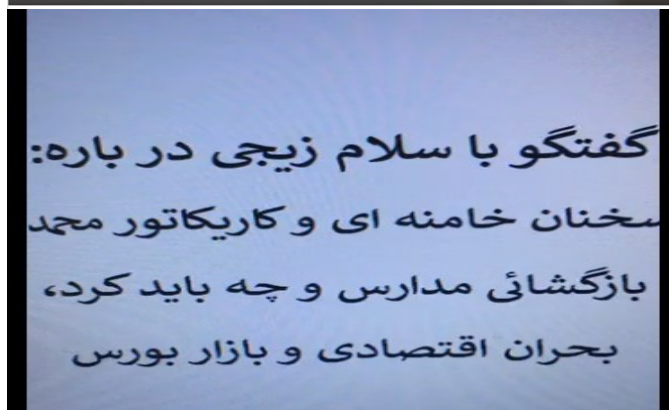 گفتگو با سلام زیجی در باره:
سخنان خامنه ای و کاریکاتور محمد
بازگشائی مدارس و چه باید کرد،
بحران اقتصادی و بازار بورس